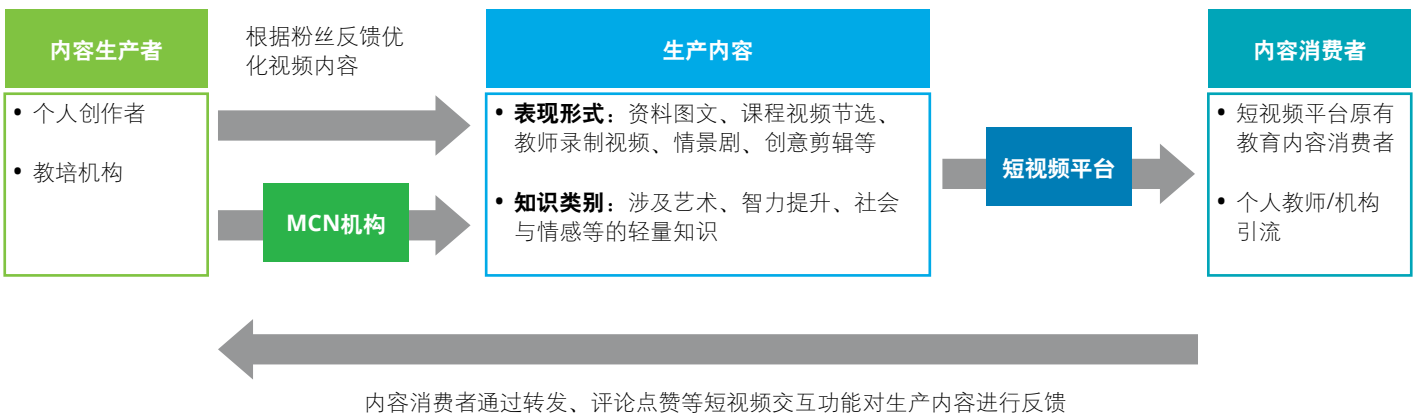 内容生产者
• 个人创作者
• 教培机构
根据粉丝反馈优
化视频内容
MCN机构
生产内容
• 表现形式：资料图文、课程视频节选、
教师录制视频、情景剧、创意剪辑等
• 知识类别：涉及艺术、智力提升、社会
与情感等的轻量知识
短视频平台
内容消费者
• 短视频平台原有
教育内容消费者
• 个人教师/机构
引流
内容消费者通过转发、评论点赞等短视频交互功能对生产内容进行反馈